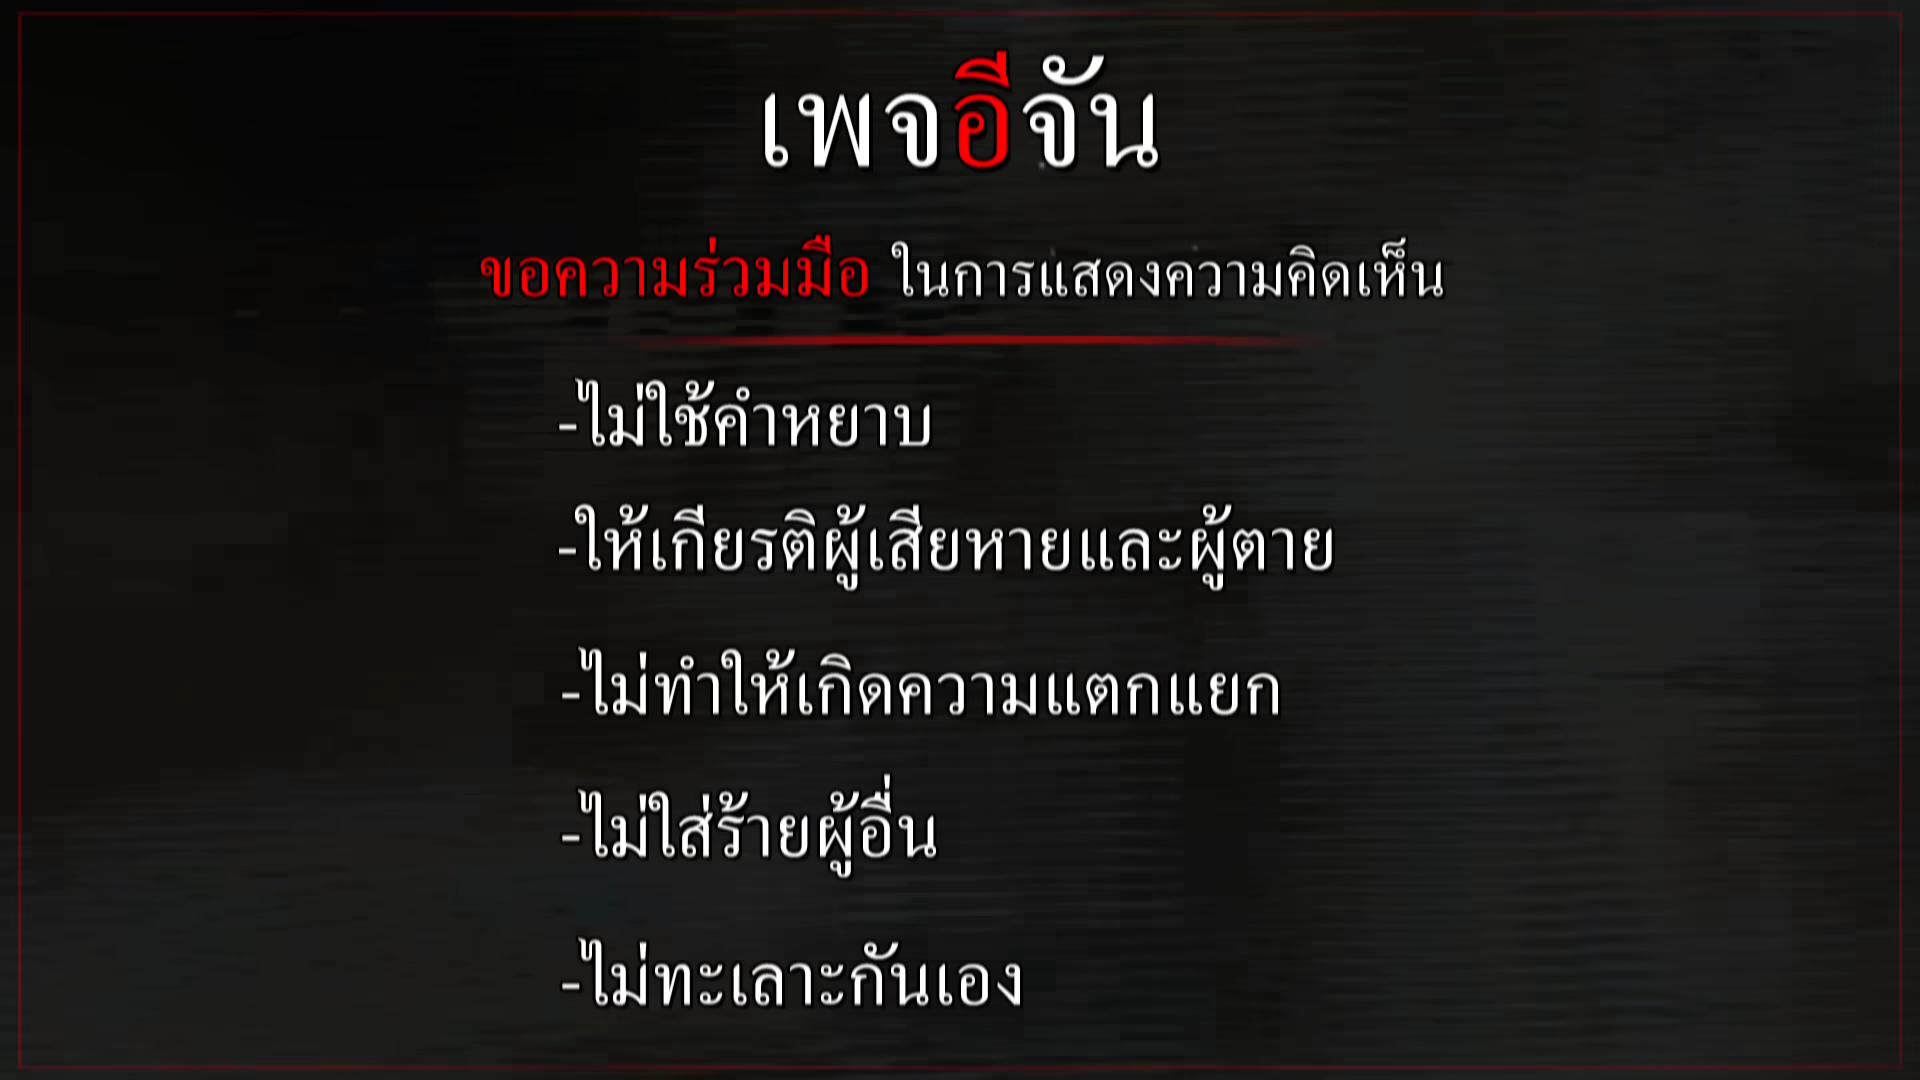 เพจอีจัน
ขอความร่วมมือ ในการแสดงความคิดเห็น
-ไม่ใช้คำหยาบ
-ให้เกียรติผู้เสียหายและผู้ตาย
-ไม่ทำให้เกิดความแตกแยก
-ไม่ใส่ร้ายผู้อื่น
-ไม่ทะเลาะกันเอง